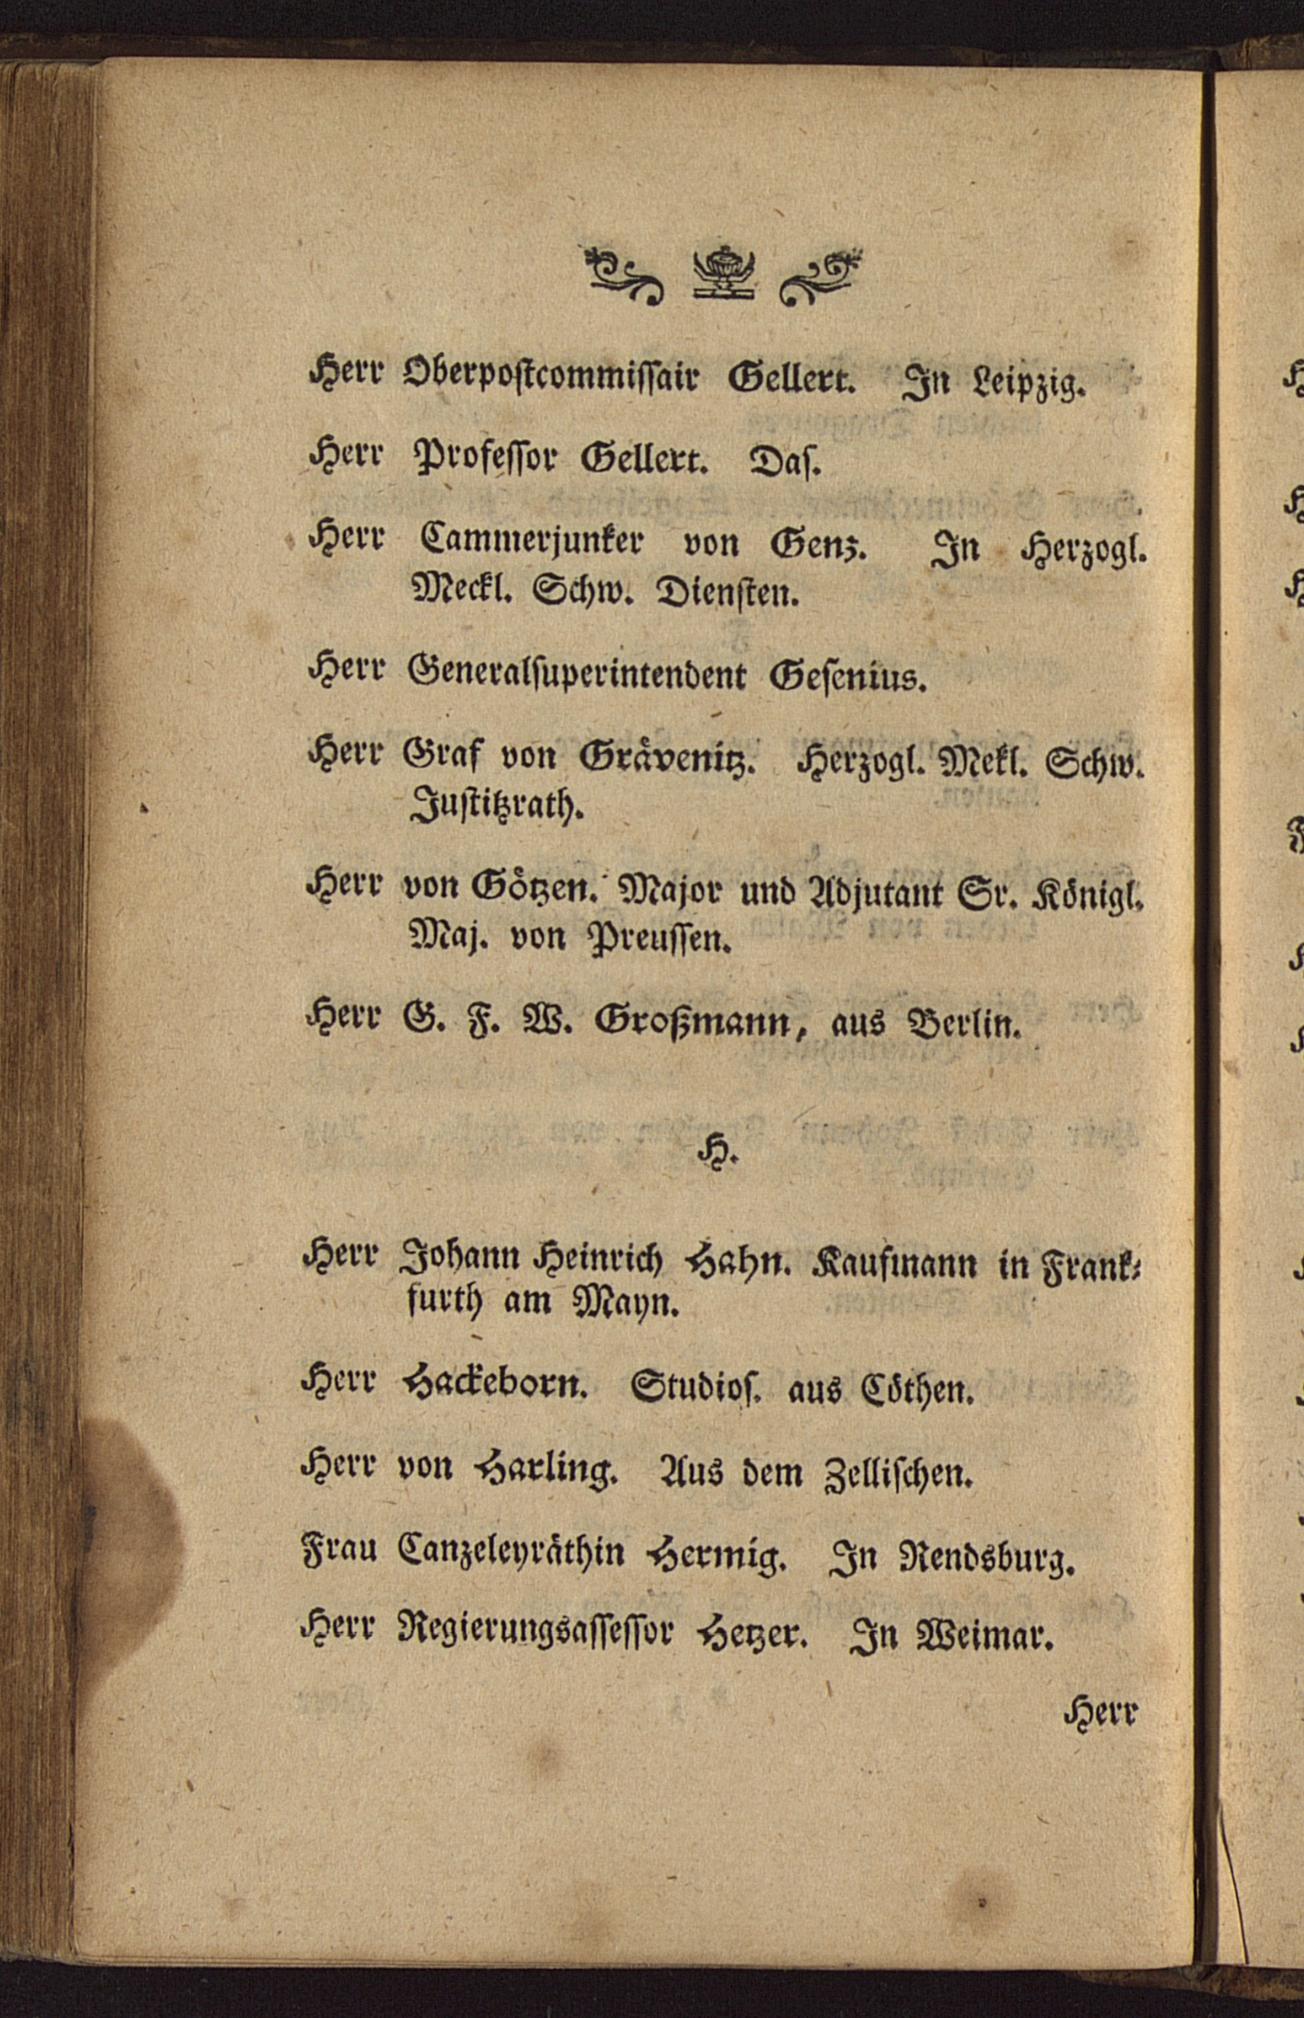 Herr Oberpostcommissair Gellert. In Leipzig.
Herr Professor Gellert. Das.
Herr Cammerjunker von Genz. In Herzogl.
Meckl. Schw. Diensten.
Herr Generalsuperintendent Gesenius.
Herr Graf von Grävenitz. Herzogl. Mekl. Schw.
Justitzrath.
Herr von Götzen. Major und Adjutant Sr. Königl.
Maj. von Preussen.
Herr G. F. W. Großmann, aus Berlin.
H.
Herr Johann Heinrich Hahn. Kaufmann in Frank-
furth am Mayn.
Herr Hackeborn. Studios. aus Cöthen.
Herr von Harling. Aus dem Zellischen.
Frau Canzeleyräthin Hermig. In Rendsburg.
Herr Regierungsassessor Hetzer. In Weimar.
Herr